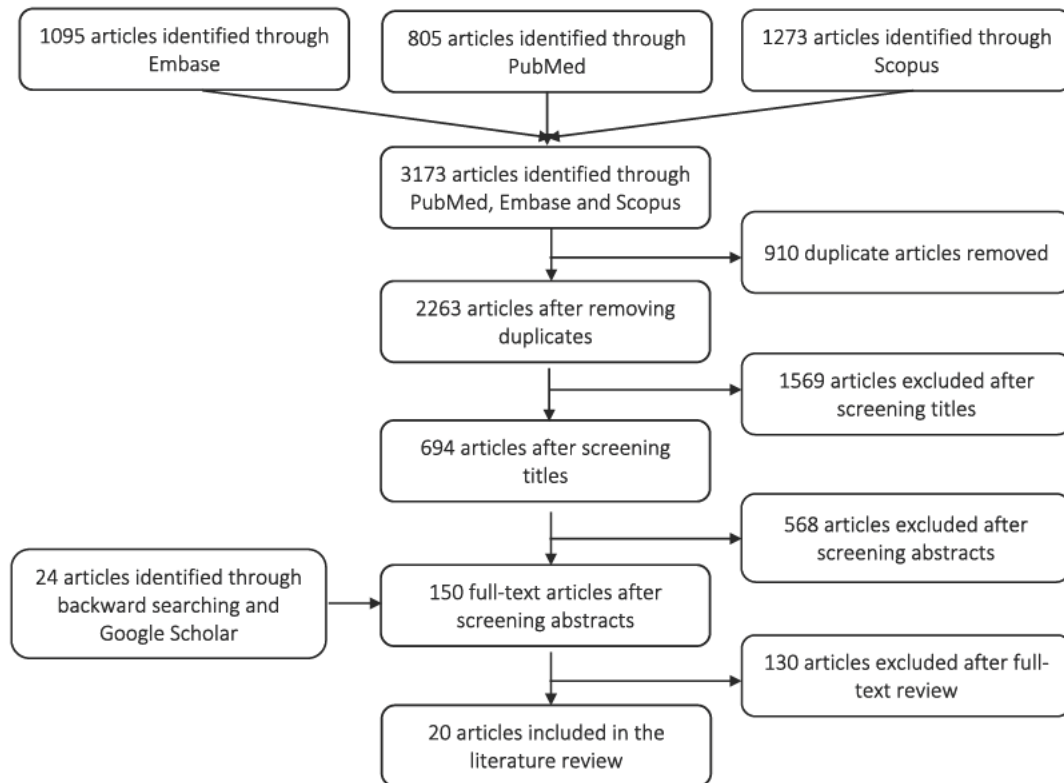 1095 articles identified through
Embase
805 articles identified through
PubMed
1273 articles identified through
Scopus
3173 articles identified through
PubMed, Embase and Scopus
910 duplicate articles removed
2263 articles after removing
duplicates
1569 articles excluded after
screening titles
694 articles after screening
titles
568 articles excluded after
screening abstracts
24 articles identified through
backward searching and
Google Scholar
150 full-text articles after
screening abstracts
130 articles excluded after full-
text review
20 articles included in the
literature review